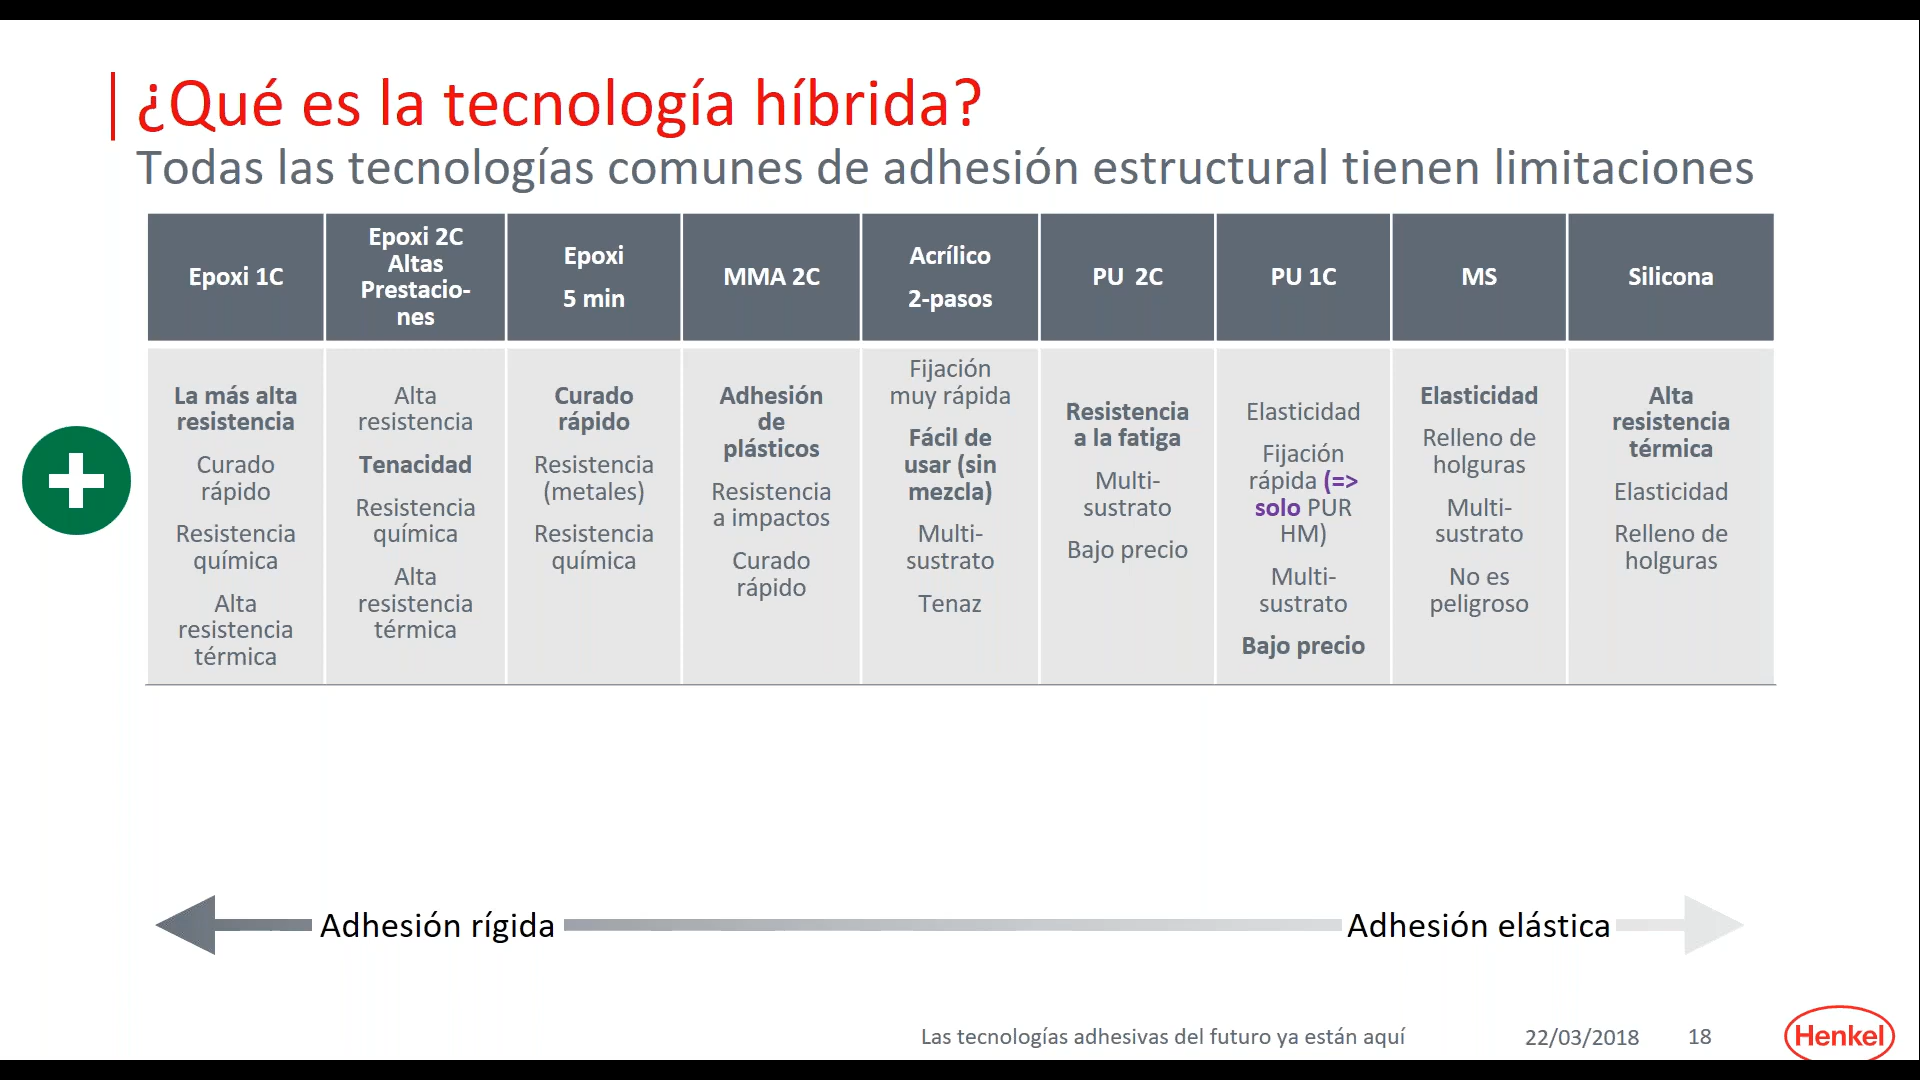 ¿Qué es la tecnología híbrida?
Todas las tecnologías comunes de adhesión estructural tienen limitaciones
Epoxi 1C
Epoxi 2C
Altas
Prestacio-
nes
Epoxi
5 min
MMA 2C
Acrílico
2-pasos
PU 2C
PU 1C
MS
Silicona
La más alta
resistencia
Curado
rápido
Resistencia
química
Alta
resistencia
térmica
Alta
resistencia
Tenacidad
Resistencia
química
Alta
resistencia
térmica
Curado
rápido
Resistencia
(metales)
Resistencia
química
Adhesión
de
plásticos
Resistencia
a impactos
Curado
rápido
Fijación
muy rápida
Fácil de
usar (sin
mezcla)
Multi-
sustrato
Tenaz
Resistencia
a la fatiga
Multi-
sustrato
Bajo precio
Elasticidad
Fijación
rápida (=>
solo PUR
HM)
Multi-
sustrato
Bajo precio
Elasticidad
Relleno de
holguras
Multi-
sustrato
No es
peligroso
Alta
resistencia
térmica
Elasticidad
Relleno de
holguras
Adhesión rígida
Adhesión elástica
Las tecnologías adhesivas del futuro ya están aquí
22/03/2018
18
Henkel